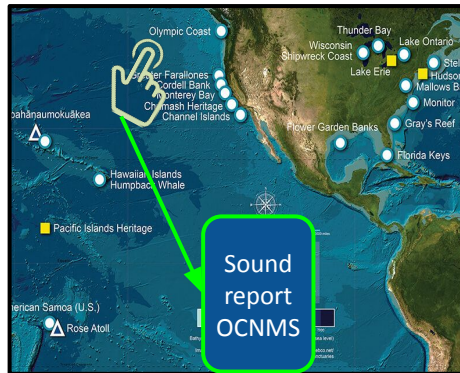 Olympic Coast
Thunder Bay
Wisconsin
Shipwreck Coast
Lake Ontario
Lake Erie
Hudson
Mallows
Monitor
Gray's Reef
Florida Keys
Flower Garden Banks
Farallones
Cordell Bank
Monterey Bay
Chumash Heritage
Channel Islands
Hawaiian Islands
Humpback Whale
Pacific Islands Heritage
Samoa (U.S.)
Rose Atoll
Sound
report
OCNMS